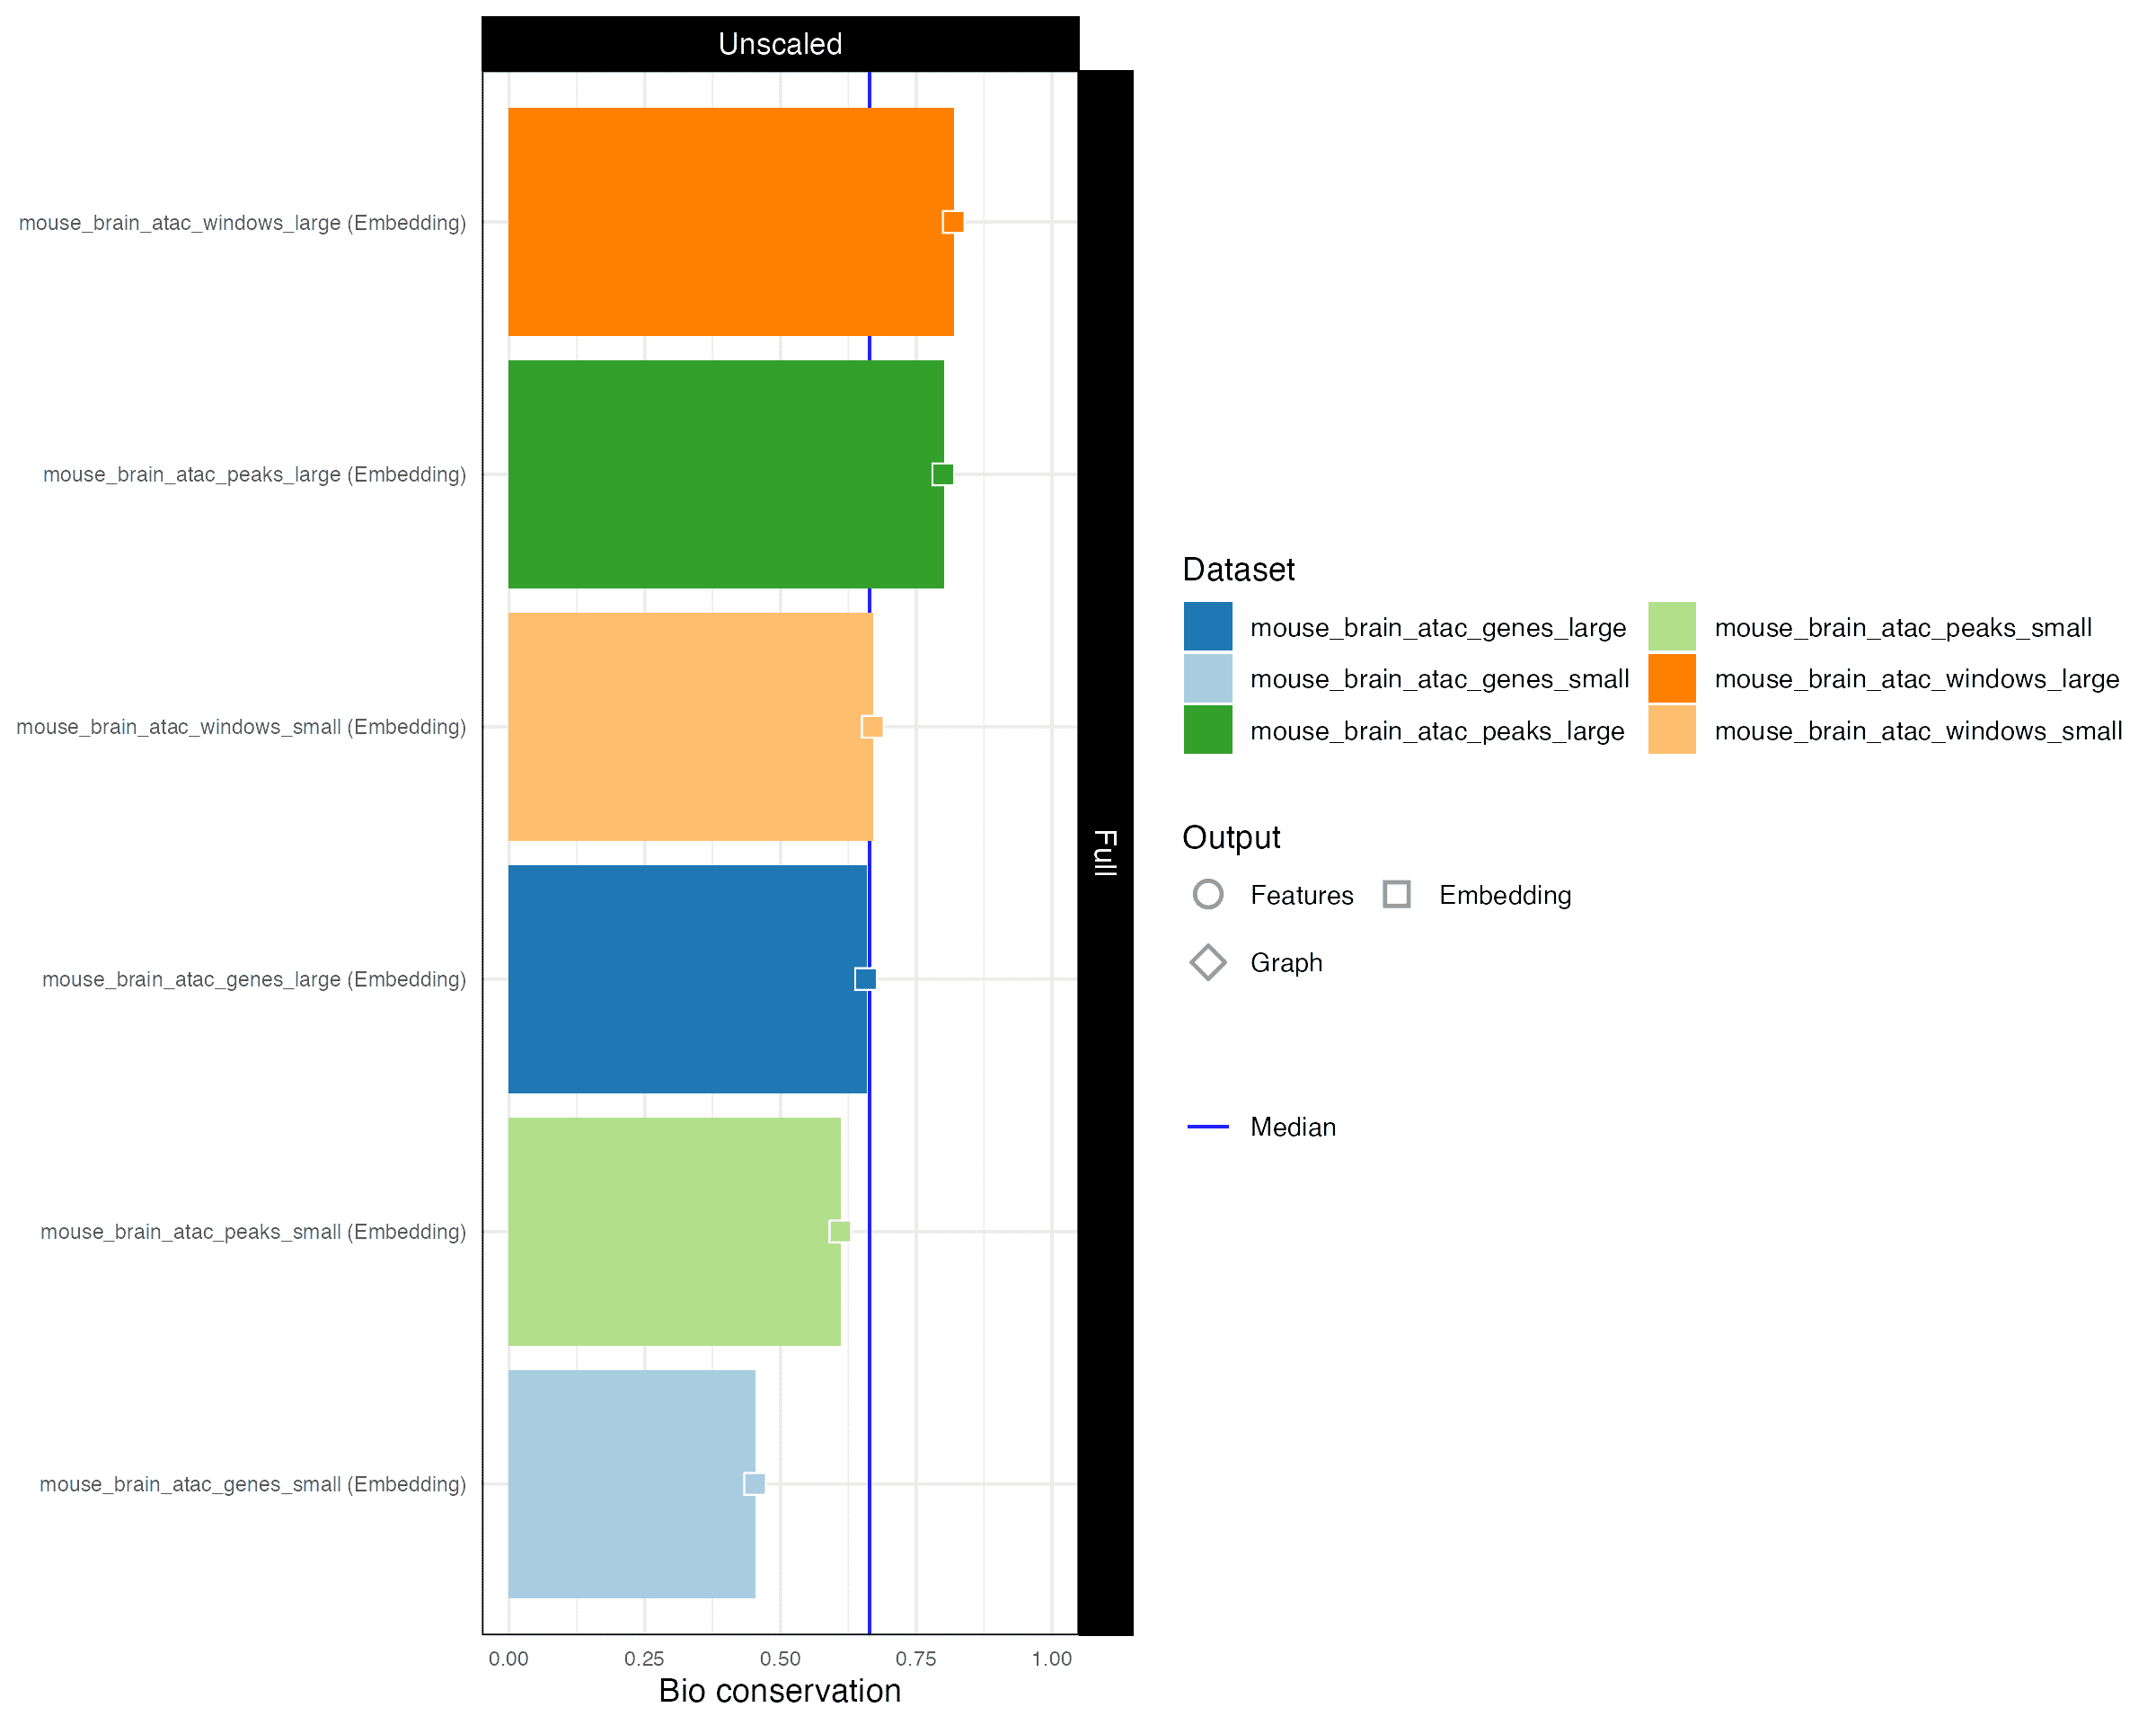 Unscaled
mouse_brain_atac_windows_large (Embedding)
mouse_brain_atac_peaks_large (Embedding)
mouse_brain_atac_windows_small (Embedding)
mouse_brain_atac_genes_large (Embedding)
mouse_brain_atac_peaks_small (Embedding)
mouse_brain_atac_genes_small (Embedding)
0.00 0.25 0.50 0.75 1.00
Bio conservation
Full
Dataset
mouse_brain_atac_genes_large mouse_brain_atac_peaks_small
mouse_brain_atac_genes_small mouse_brain_atac_windows_large
mouse_brain_atac_peaks_large mouse_brain_atac_windows_small
Output
Features Embedding
Graph
Median